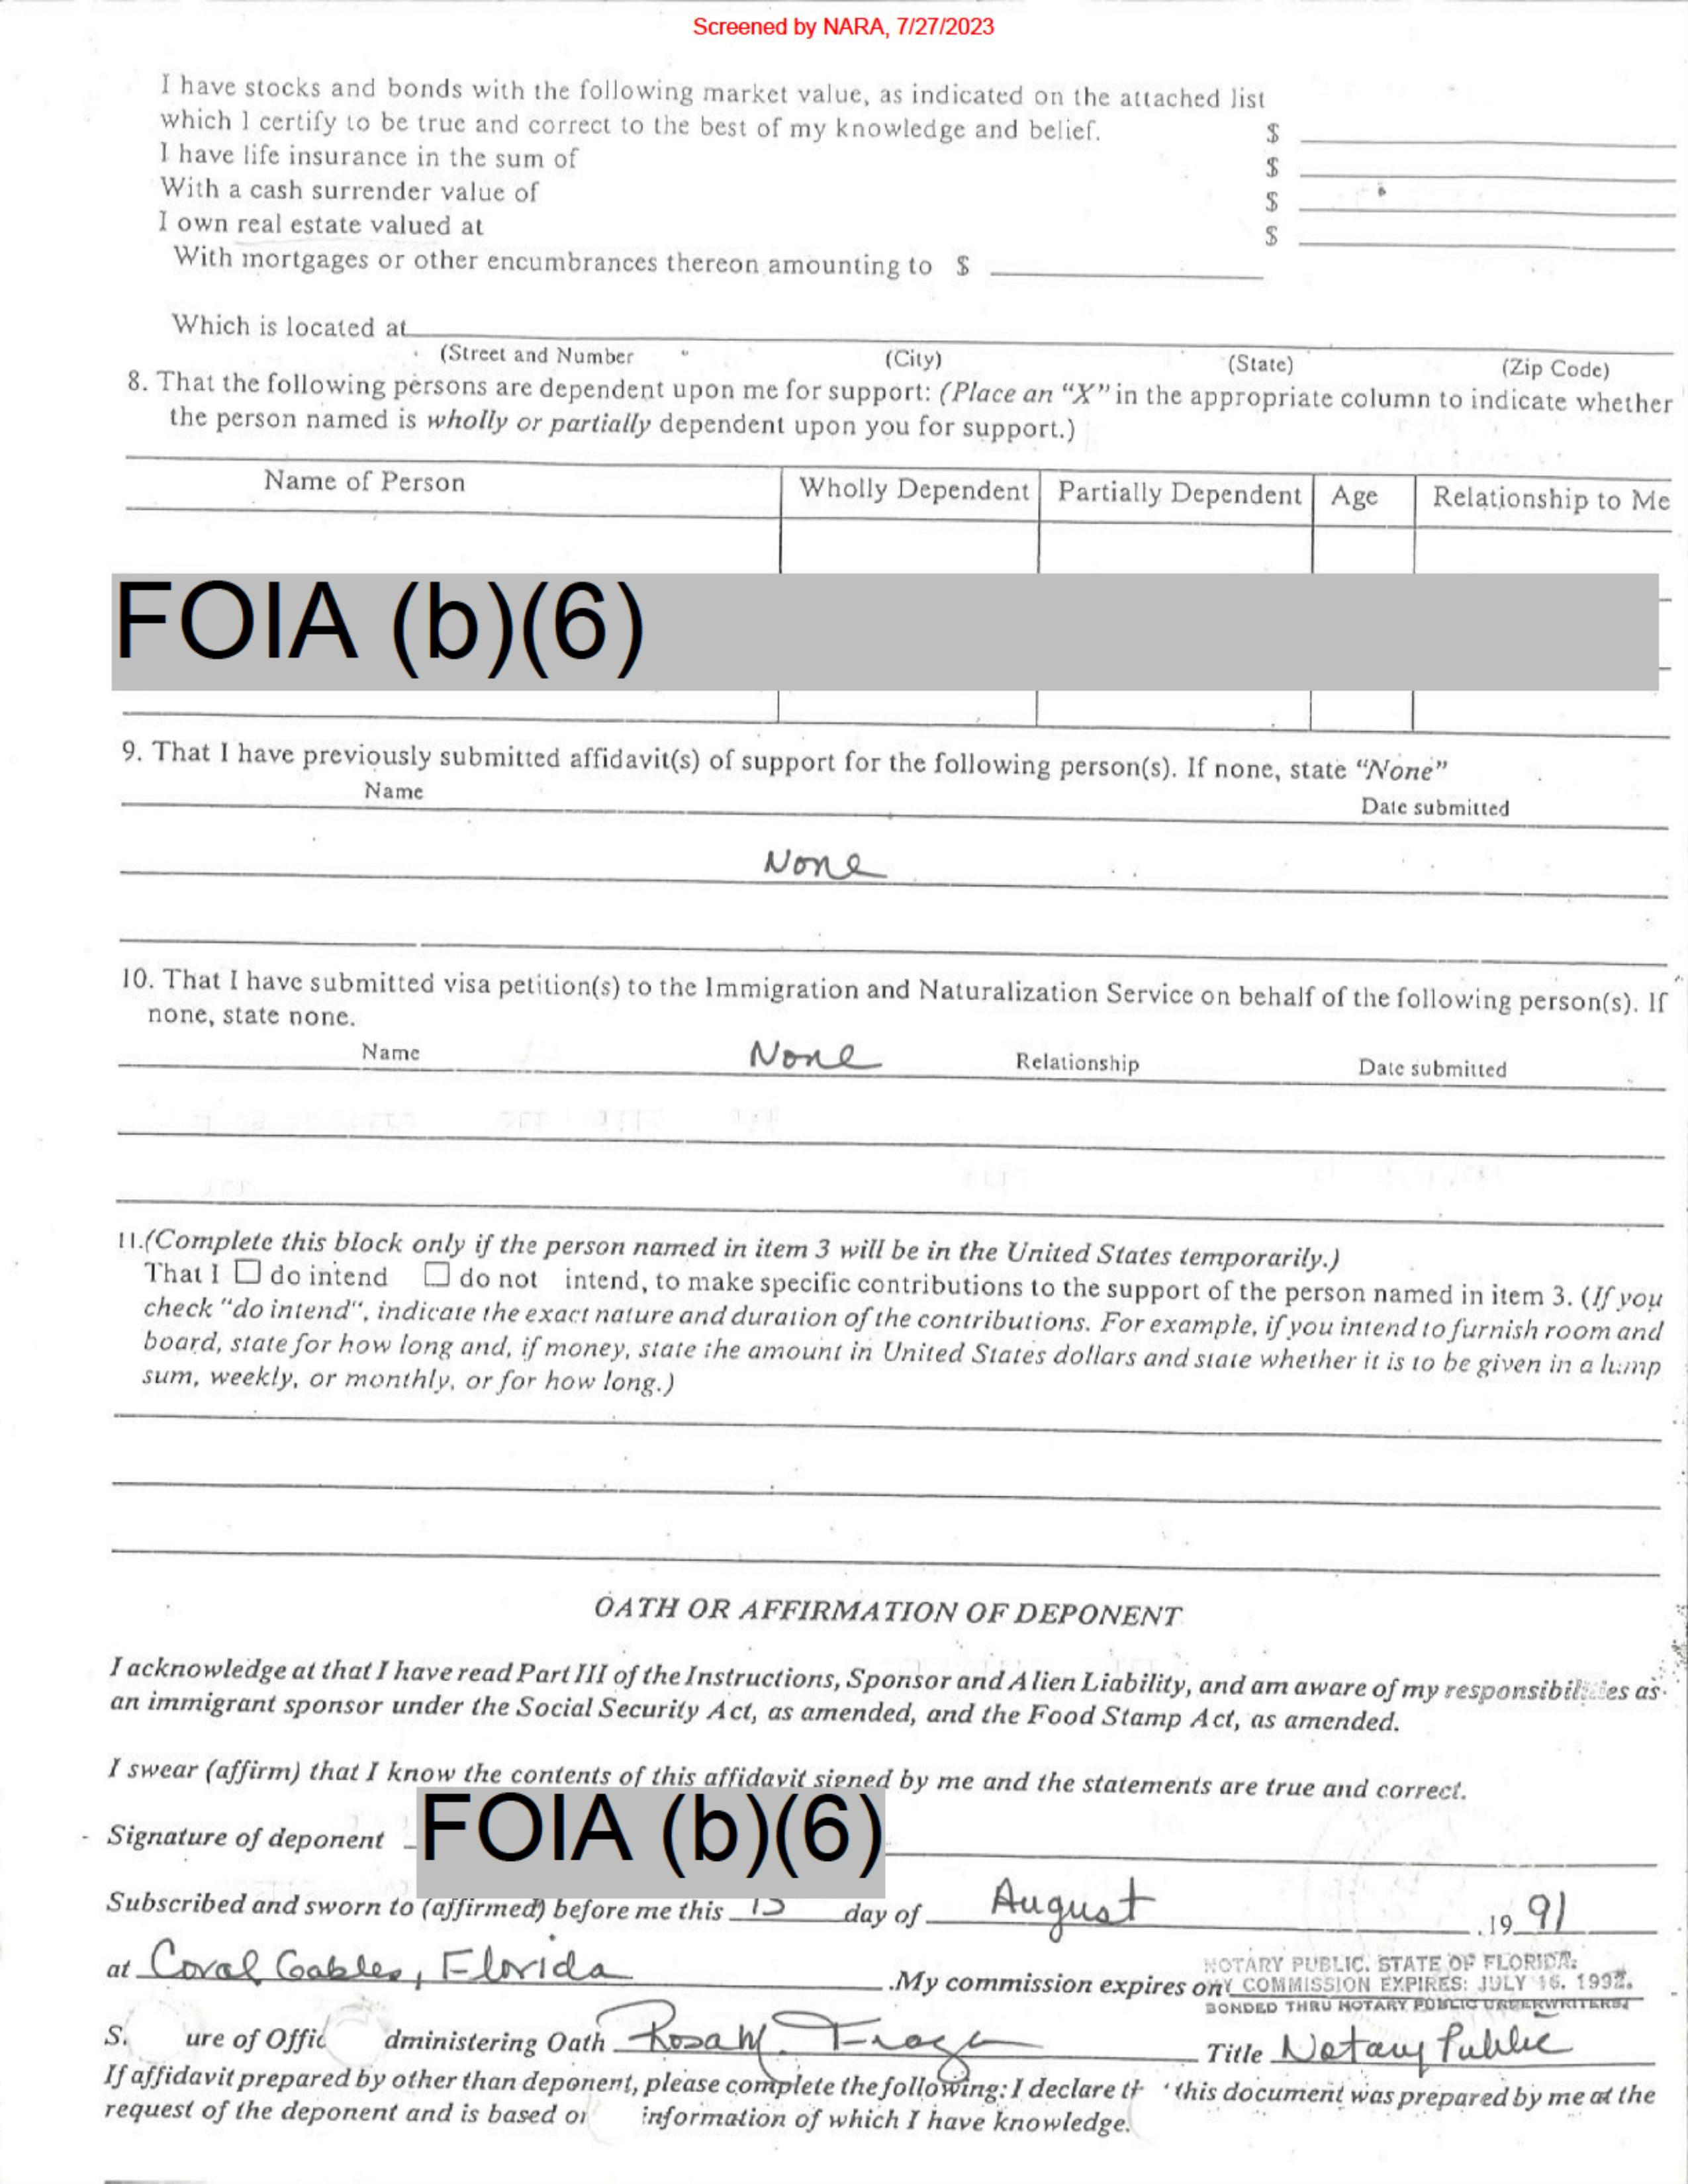 Screened by NARA, 7/27/2023
I have stocks and bonds with the following market value, as indicated on the attached list
which I certify to be true and correct to the best of my knowledge and belief. $
I have life insurance in the sum of $
With a cash surrender value of $
I own real estate valued at $
With mortgages or other encumbrances thereon amounting to $
Which is located at
(Street and Number (City) (State) (Zip Code)
8. That the following persons are dependent upon me for support: (Place an "X" in the appropriate column to indicate whether
the person named is wholly or partially dependent upon you for support.)
Name of Person Wholly Dependent Partially Dependent Age Relationship to Me
FOIA (b)(6)
9. That I have previously submitted affidavit(s) of support for the following person(s). If none, state "None"
Name Date submitted
None
10. That I have submitted visa petition(s) to the Immigration and Naturalization Service on behalf of the following person(s). If
none, state none.
Name None Relationship Date submitted
11.(Complete this block only if the person named in item 3 will be in the United States temporarily.)
That I ☐ do intend ☐ do not intend, to make specific contributions to the support of the person named in item 3. (If you
check "do intend", indicate the exact nature and duration of the contributions. For example, if you intend to furnish room and
board, state for how long and, if money, state the amount in United States dollars and state whether it is to be given in a lump
sum, weekly, or monthly, or for how long.)
OATH OR AFFIRMATION OF DEPONENT
I acknowledge at that I have read Part III of the Instructions, Sponsor and Alien Liability, and am aware of my responsibilities as
an immigrant sponsor under the Social Security Act, as amended, and the Food Stamp Act, as amended.
I swear (affirm) that I know the contents of this affidavit signed by me and the statements are true and correct.
Signature of deponent FOIA (b)(6)
Subscribed and sworn to (affirmed) before me this day of August .19 91
at Coral Gables, Florida .My commission expires on
NOTARY PUBLIC, STATE OF FLORIDA.
MY COMMISSION EXPIRES: JULY 16, 1992.
BONDED THRU NOTARY PUBLIC UNDERWRITERS.
S. ure of Offic dministering Oath Rosa M. Title Notary Public
If affidavit prepared by other than deponent, please complete the following: I declare th this document was prepared by me at the
request of the deponent and is based on information of which I have knowledge.